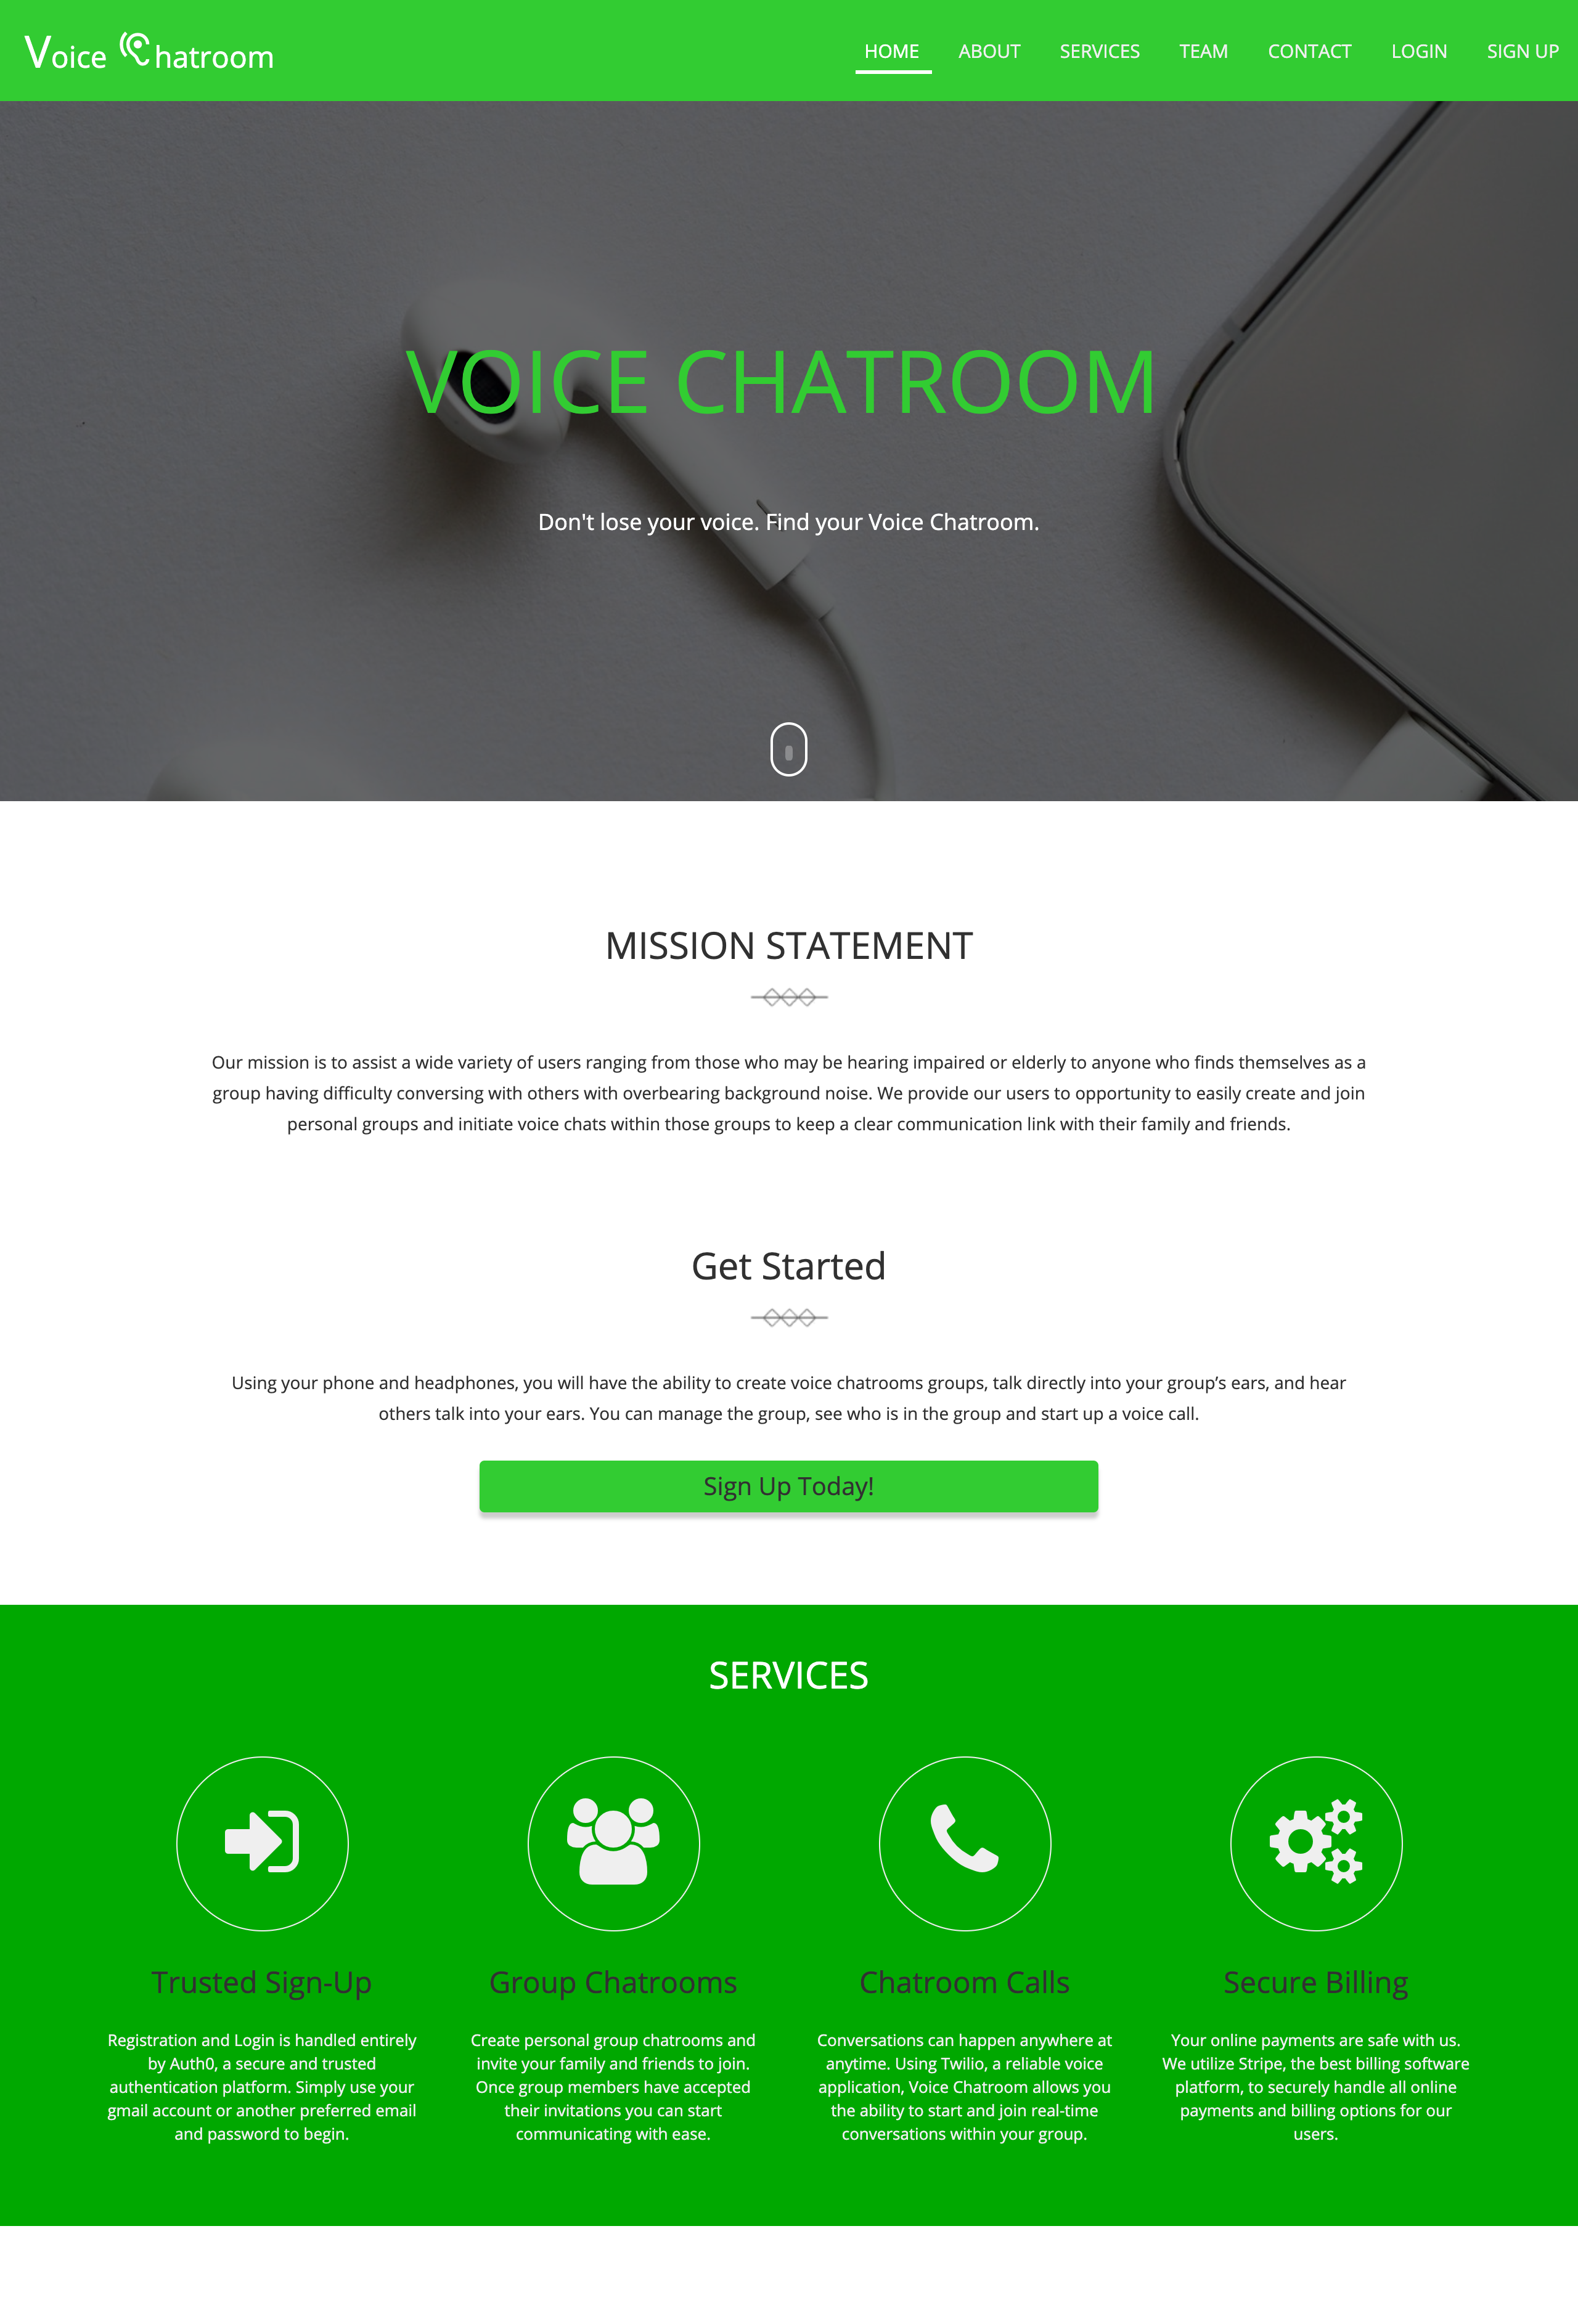 Voice Chatroom
HOME ABOUT SERVICES TEAM CONTACT LOGIN SIGN UP
VOICE CHATROOM
Don't lose your voice. Find your Voice Chatroom.
MISSION STATEMENT
Our mission is to assist a wide variety of users ranging from those who may be hearing impaired or elderly to anyone who finds themselves as a
group having difficulty conversing with others with overbearing background noise. We provide our users to opportunity to easily create and join
personal groups and initiate voice chats within those groups to keep a clear communication link with their family and friends.
Get Started
Using your phone and headphones, you will have the ability to create voice chatrooms groups, talk directly into your group’s ears, and hear
others talk into your ears. You can manage the group, see who is in the group and start up a voice call.
Sign Up Today!
SERVICES
Trusted Sign-Up
Registration and Login is handled entirely
by Auth0, a secure and trusted
authentication platform. Simply use your
gmail account or another preferred email
and password to begin.
Group Chatrooms
Create personal group chatrooms and
invite your family and friends to join.
Once group members have accepted
their invitations you can start
communicating with ease.
Chatroom Calls
Conversations can happen anywhere at
anytime. Using Twilio, a reliable voice
application, Voice Chatroom allows you
the ability to start and join real-time
conversations within your group.
Secure Billing
Your online payments are safe with us.
We utilize Stripe, the best billing software
platform, to securely handle all online
payments and billing options for our
users.